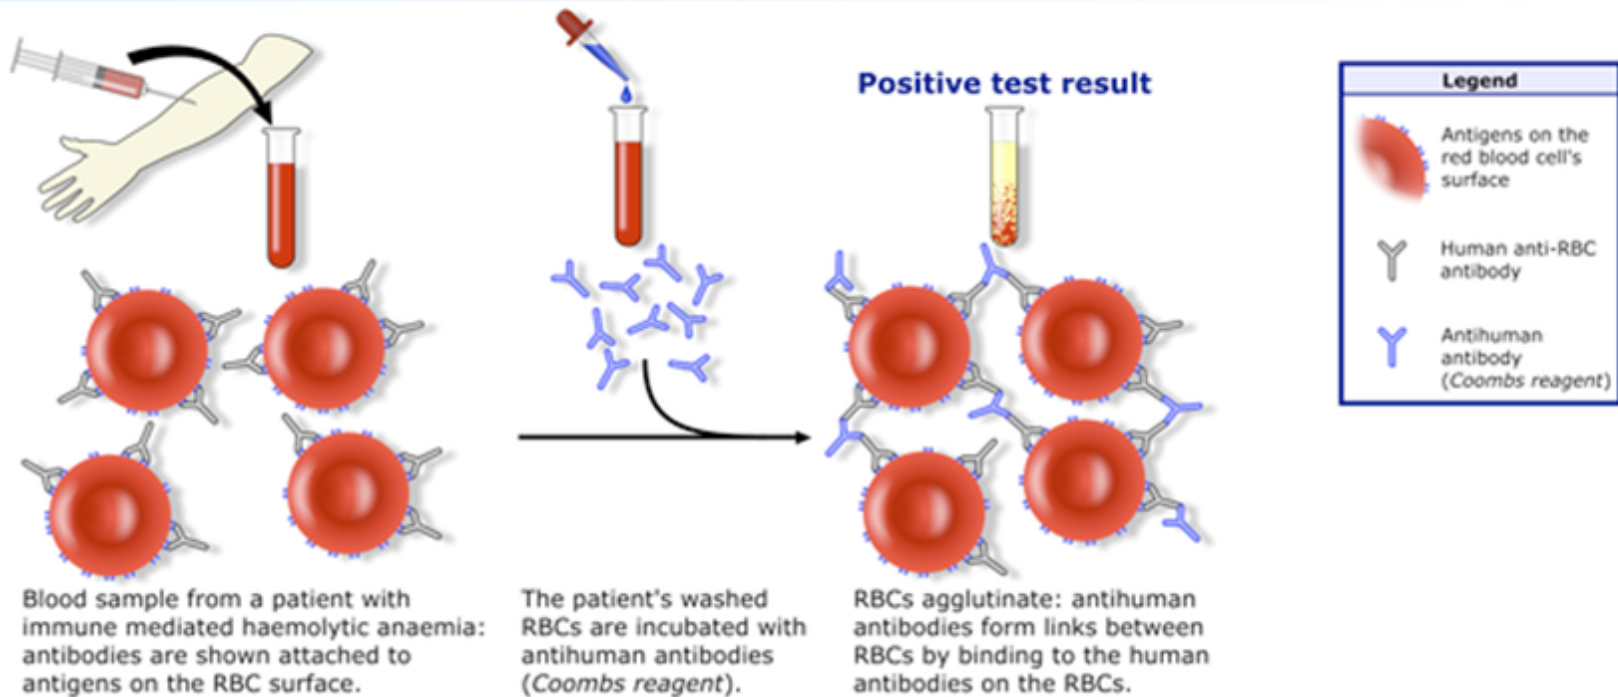 Positive test result
Legend
Antigens on the
red blood cell's
surface
Human anti-RBC
antibody
Antihuman
antibody
(Coombs reagent)
Blood sample from a patient with
immune mediated haemolytic anaemia:
antibodies are shown attached to
antigens on the RBC surface.
The patient's washed
RBCs are incubated with
antihuman antibodies
(Coombs reagent).
RBCs agglutinate: antihuman
antibodies form links between
RBCs by binding to the human
antibodies on the RBCs.